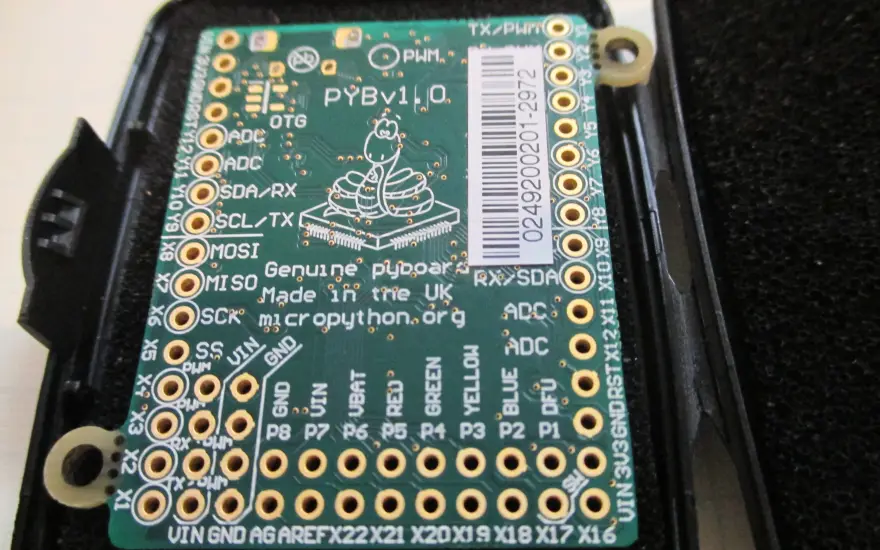 TX/PWM Y1
PWM
Y2
PYBv1.0
Y3
OTG
Y4
ADC
Y5
ADC
Y6
SDA/RX
Y7
SCL/TX
Y8
0249200201-2972
Y12
Y11
Y10
Y9
X8 MOSI
X9
X7 MISO
Genuine pyboard
RX/SDA X10
Made in the UK
X6 SCK
micropython.org
ADC X11
X5 SS
ADC X12
VIN
GND
PWM
RST
X3
GND
3V3
VIN
GND VIN VBAT RED GREEN YELLOW BLUE DFU
P8 P7 P6 P5 P4 P3 P2 P1
X2
X1
SW
VIN GND AG AREF X22 X21 X20 X19 X18 X17 X16